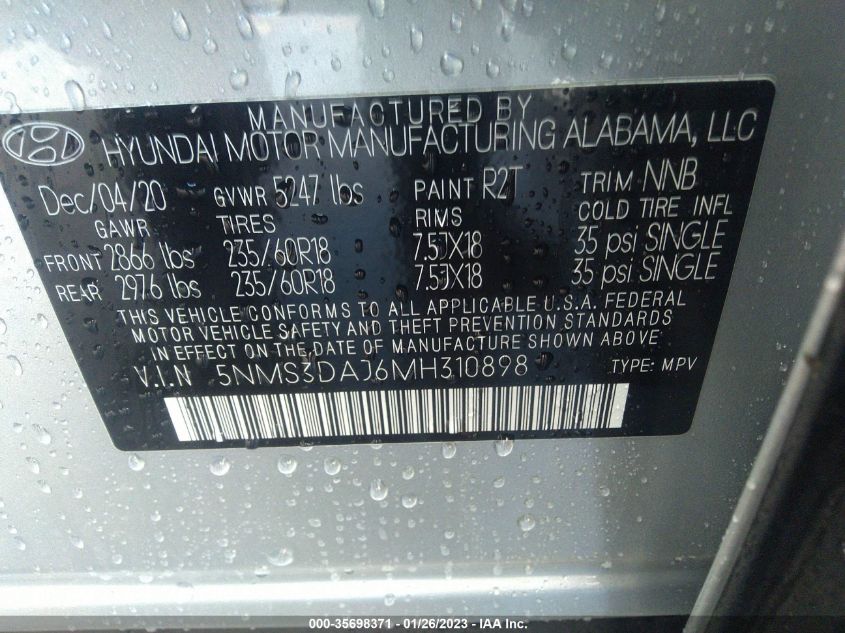 MANUFACTURED BY
HYUNDAI MOTOR MANUFACTURING ALABAMA, LLC
Dec/04/20 GVWR 5247 lbs PAINT R2T TRIM NNB
GAWR TIRES RIMS COLD TIRE INFL
FRONT 2866 lbs 235/60R18 7.5JX18 35 psi SINGLE
REAR 2976 lbs 235/60R18 7.5JX18 35 psi SINGLE
THIS VEHICLE CONFORMS TO ALL APPLICABLE U.S.A. FEDERAL
MOTOR VEHICLE SAFETY AND THEFT PREVENTION STANDARDS
IN EFFECT ON THE DATE OF MANUFACTURE SHOWN ABOVE
V.I.N 5NMS3DAJ6MH310898 TYPE: MPV
000-35698371 - 01/26/2023 - IAA Inc.